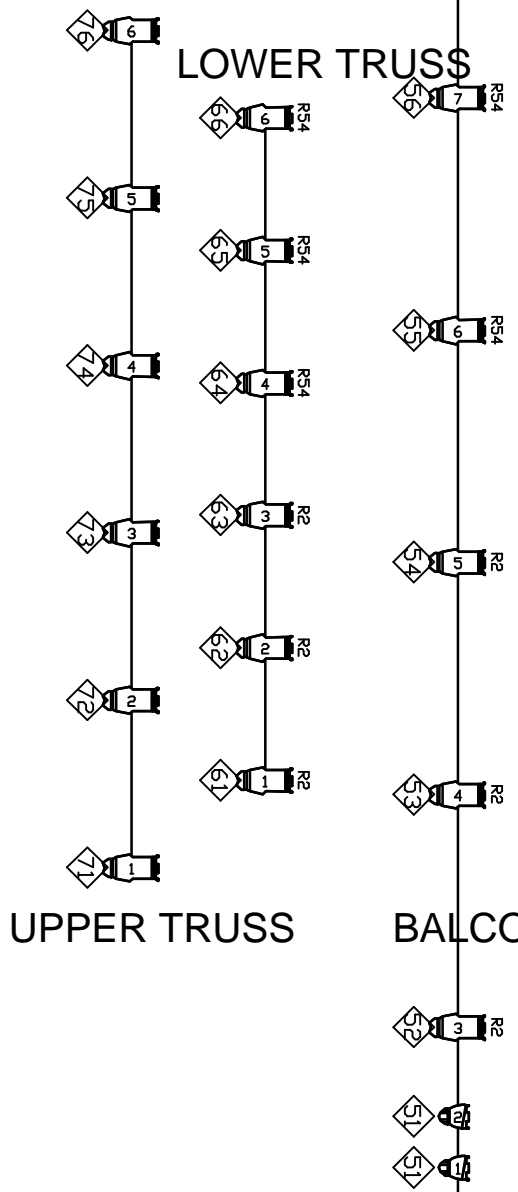 LOWER TRUSS
76 6
75 5
74 4
73 3
72 2
71 1
UPPER TRUSS
66 6 R54
65 5 R54
64 4 R54
63 3 R2
62 2 R2
61 1 R2
56 7 R54
55 6 R54
54 5 R2
53 4 R2
BALCO
52 3 R2
51 2
51 1